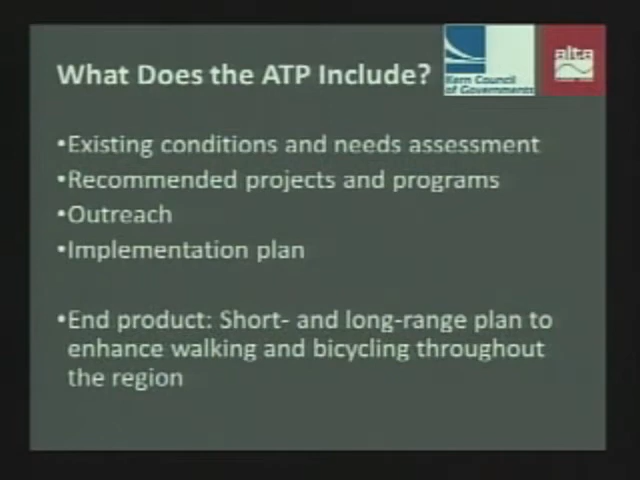 What Does the ATP Include?
Kern Council
of Governments
alta
•Existing conditions and needs assessment
•Recommended projects and programs
•Outreach
•Implementation plan
•End product: Short- and long-range plan to
enhance walking and bicycling throughout
the region